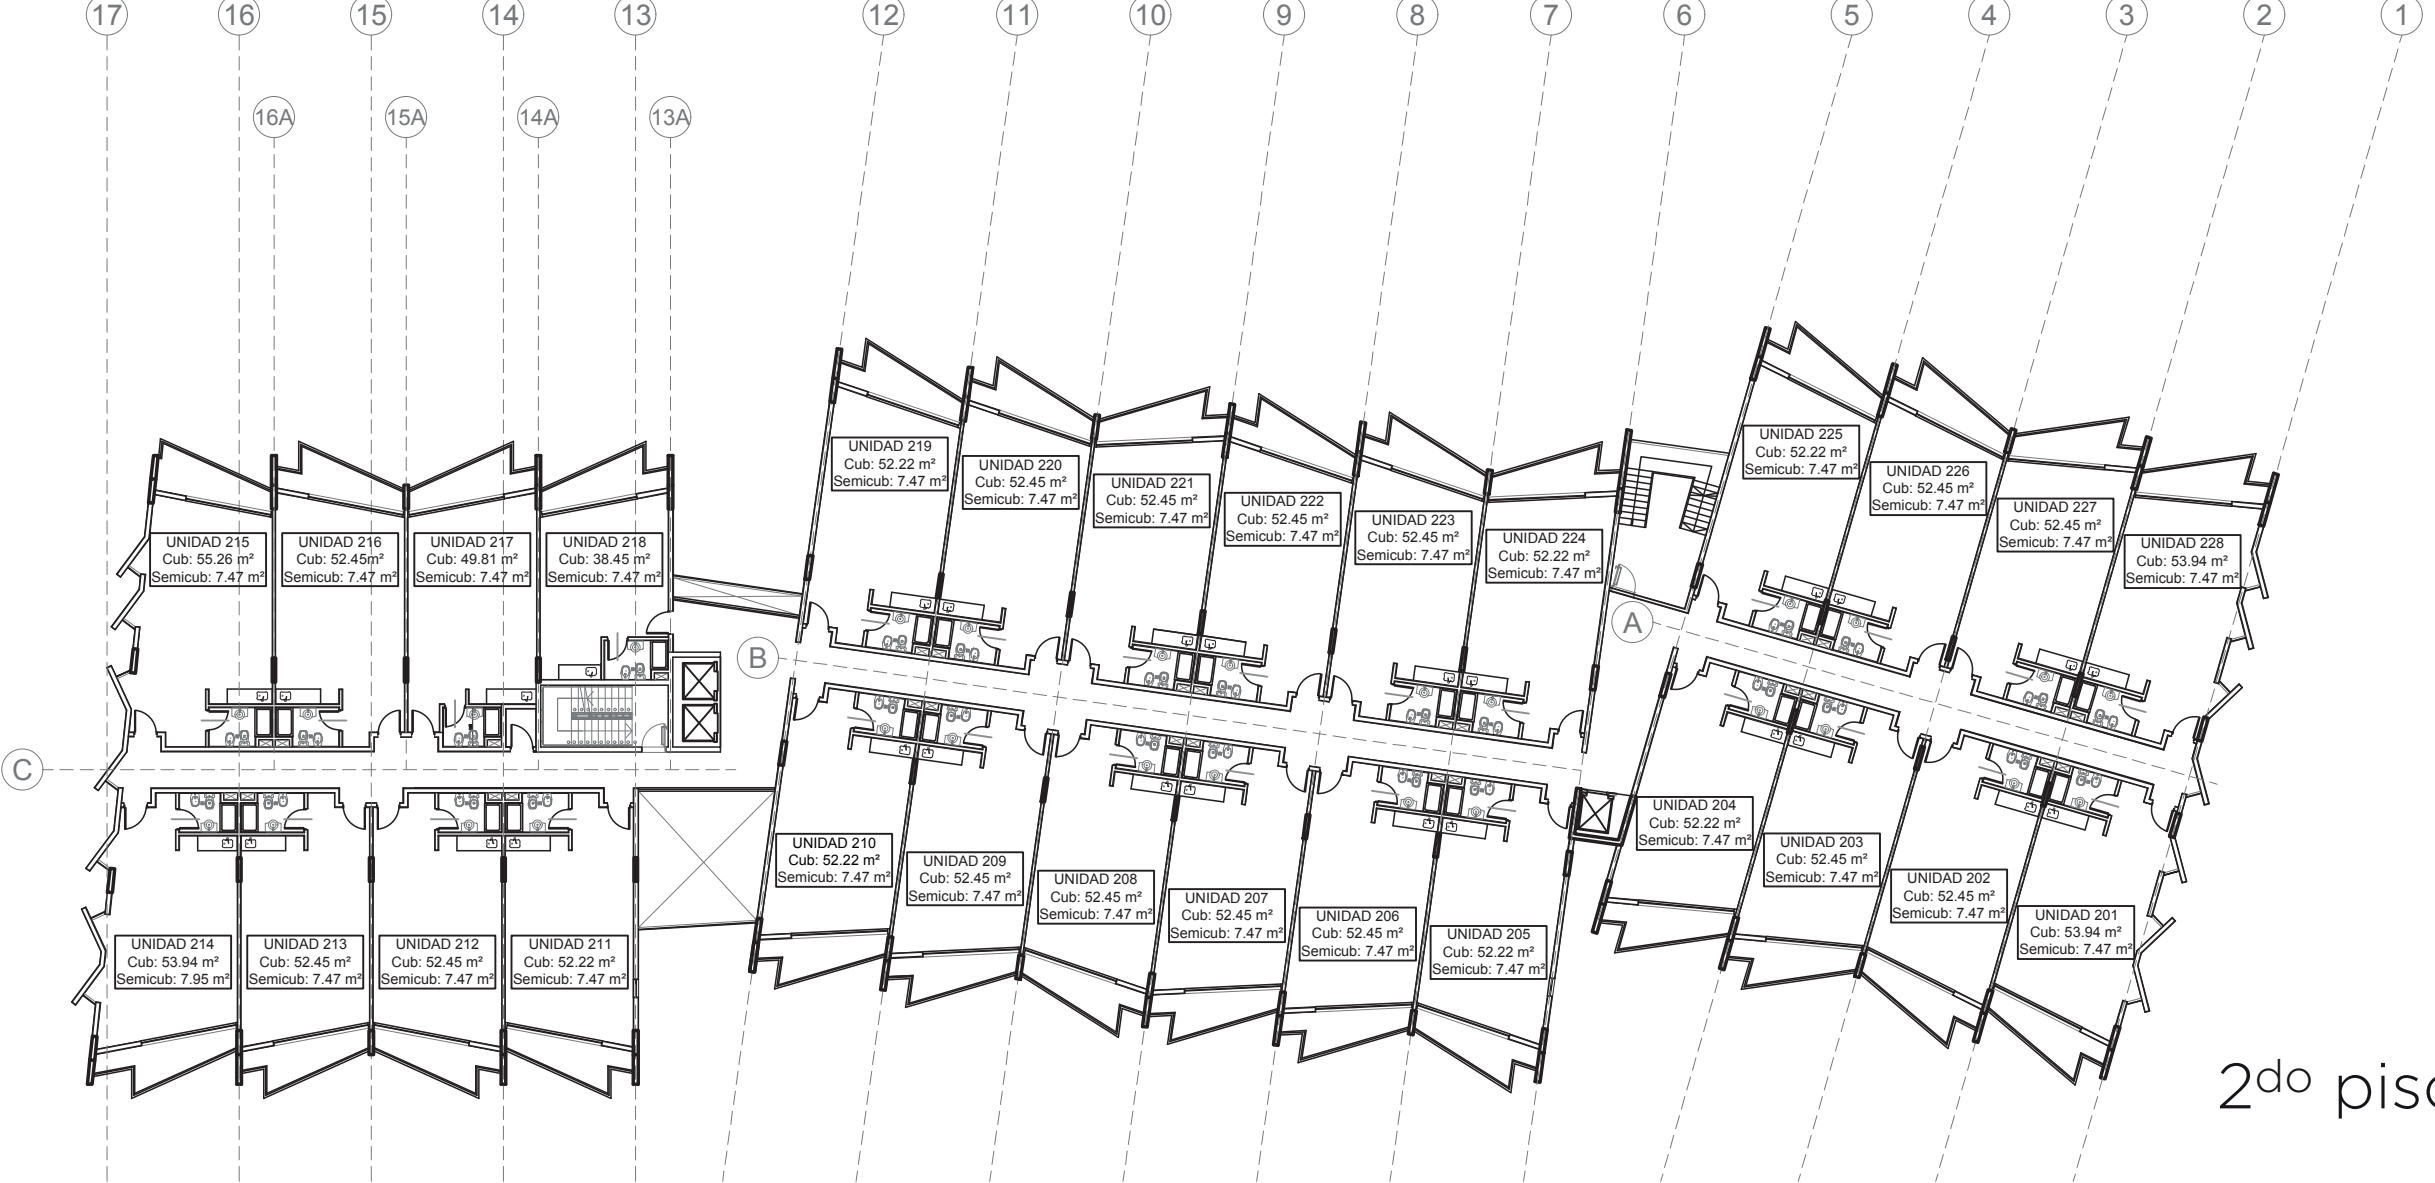 17 16 15 14 13 12 11 10 9 8 7 6 5 4 3 2 1
16A 15A 14A 13A
UNIDAD 215
Cub: 55.26 m²
Semicub: 7.47 m²
UNIDAD 216
Cub: 52.45m²
Semicub: 7.47 m²
UNIDAD 217
Cub: 49.81 m²
Semicub: 7.47 m²
UNIDAD 218
Cub: 38.45 m²
Semicub: 7.47 m²
UNIDAD 219
Cub: 52.22 m²
Semicub: 7.47 m²
UNIDAD 220
Cub: 52.45 m²
Semicub: 7.47 m²
UNIDAD 221
Cub: 52.45 m²
Semicub: 7.47 m²
UNIDAD 222
Cub: 52.45 m²
Semicub: 7.47 m²
UNIDAD 223
Cub: 52.45 m²
Semicub: 7.47 m²
UNIDAD 224
Cub: 52.22 m²
Semicub: 7.47 m²
UNIDAD 225
Cub: 52.22 m²
Semicub: 7.47 m²
UNIDAD 226
Cub: 52.45 m²
Semicub: 7.47 m²
UNIDAD 227
Cub: 52.45 m²
Semicub: 7.47 m²
UNIDAD 228
Cub: 53.94 m²
Semicub: 7.47 m²
A
B
C
UNIDAD 214
Cub: 53.94 m²
Semicub: 7.95 m²
UNIDAD 213
Cub: 52.45 m²
Semicub: 7.47 m²
UNIDAD 212
Cub: 52.45 m²
Semicub: 7.47 m²
UNIDAD 211
Cub: 52.22 m²
Semicub: 7.47 m²
UNIDAD 210
Cub: 52.22 m²
Semicub: 7.47 m²
UNIDAD 209
Cub: 52.45 m²
Semicub: 7.47 m²
UNIDAD 208
Cub: 52.45 m²
Semicub: 7.47 m²
UNIDAD 207
Cub: 52.45 m²
Semicub: 7.47 m²
UNIDAD 206
Cub: 52.45 m²
Semicub: 7.47 m²
UNIDAD 205
Cub: 52.22 m²
Semicub: 7.47 m²
UNIDAD 204
Cub: 52.22 m²
Semicub: 7.47 m²
UNIDAD 203
Cub: 52.45 m²
Semicub: 7.47 m²
UNIDAD 202
Cub: 52.45 m²
Semicub: 7.47 m²
UNIDAD 201
Cub: 53.94 m²
Semicub: 7.47 m²
2do piso